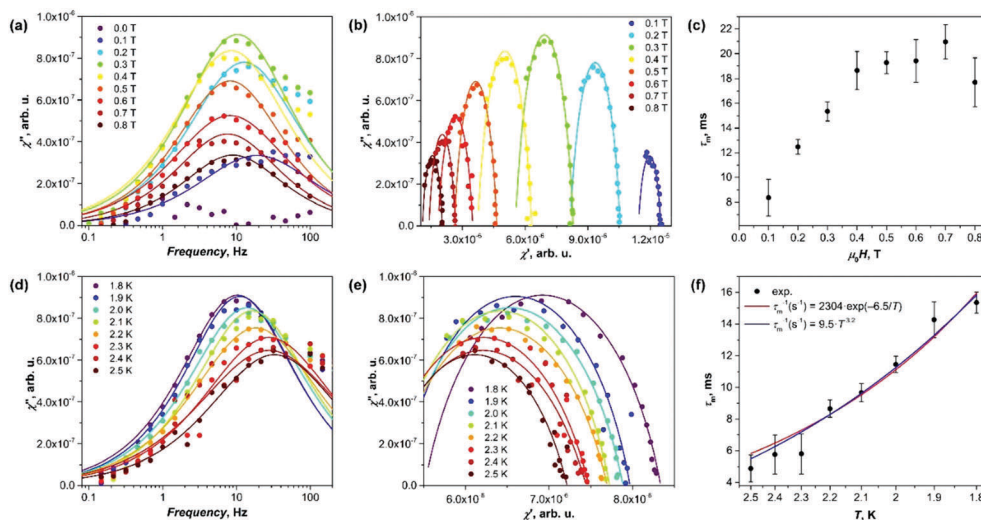 (a)
1.0x10⁻⁶
8.0x10⁻⁷
6.0x10⁻⁷
4.0x10⁻⁷
2.0x10⁻⁷
0.0
χ'', arb. u.
0.0 T
0.1 T
0.2 T
0.3 T
0.4 T
0.5 T
0.6 T
0.7 T
0.8 T
0.1 1 10 100
Frequency, Hz
(b)
1.0x10⁻⁶
8.0x10⁻⁷
6.0x10⁻⁷
4.0x10⁻⁷
2.0x10⁻⁷
0.0
χ'', arb. u.
0.1 T
0.2 T
0.3 T
0.4 T
0.5 T
0.6 T
0.7 T
0.8 T
3.0x10⁻⁶ 6.0x10⁻⁶ 9.0x10⁻⁶ 1.2x10⁻⁵
χ', arb. u.
(c)
22
20
18
16
14
12
10
8
τm, ms
0.0 0.1 0.2 0.3 0.4 0.5 0.6 0.7 0.8
μ₀H, T
(d)
1.0x10⁻⁶
8.0x10⁻⁷
6.0x10⁻⁷
4.0x10⁻⁷
2.0x10⁻⁷
0.0
χ'', arb. u.
1.8 K
1.9 K
2.0 K
2.1 K
2.2 K
2.3 K
2.4 K
2.5 K
0.1 1 10 100
Frequency, Hz
(e)
1.0x10⁻⁶
8.0x10⁻⁷
6.0x10⁻⁷
4.0x10⁻⁷
2.0x10⁻⁷
0.0
χ'', arb. u.
1.8 K
1.9 K
2.0 K
2.1 K
2.2 K
2.3 K
2.4 K
2.5 K
6.0x10⁻⁶ 7.0x10⁻⁶ 8.0x10⁻⁶
χ', arb. u.
(f)
exp.
τm⁻¹(s⁻¹) = 2304·exp(–6.5/T)
τm⁻¹(s⁻¹) = 9.5·T³·²
16
14
12
10
8
6
4
τm, ms
2.5 2.4 2.3 2.2 2.1 2 1.9 1.8
T, K